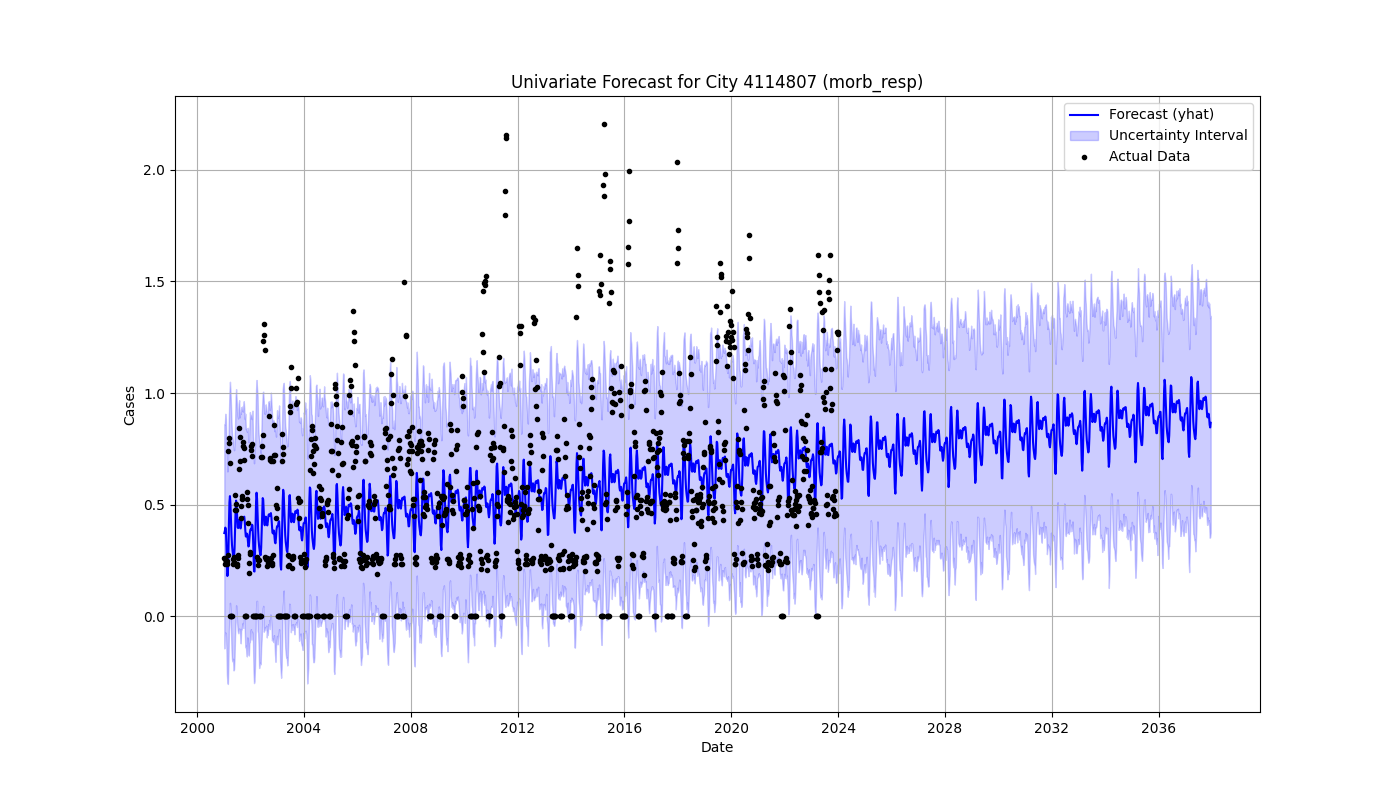 Univariate Forecast for City 4114807 (morb_resp)
Forecast (yhat)
Uncertainty Interval
Actual Data
Cases
2.0
1.5
1.0
0.5
0.0
2000 2004 2008 2012 2016 2020 2024 2028 2032 2036
Date